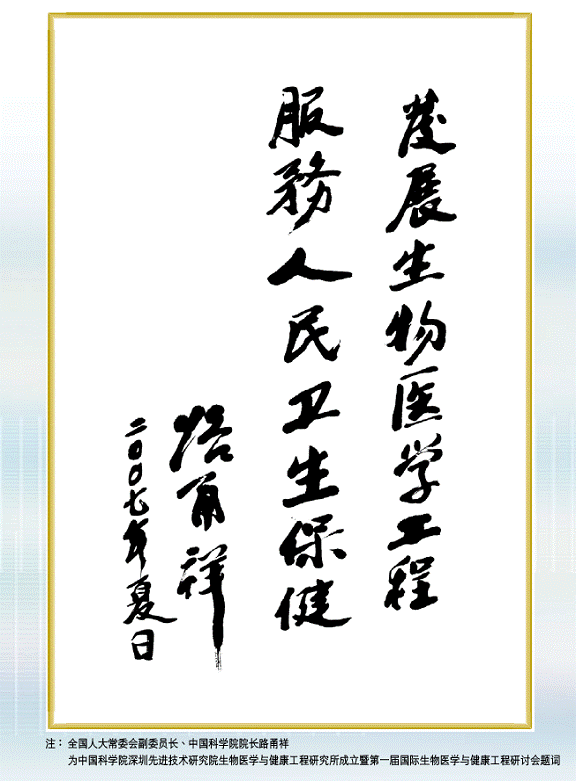 发展生物医学工程
服務人民卫生保健
路甬祥
二〇〇七年夏日
注：全国人大常委会副委员长、中国科学院院长路甬祥
为中国科学院深圳先进技术研究院生物医学与健康工程研究所成立暨第一届国际生物医学与健康工程研讨会题词